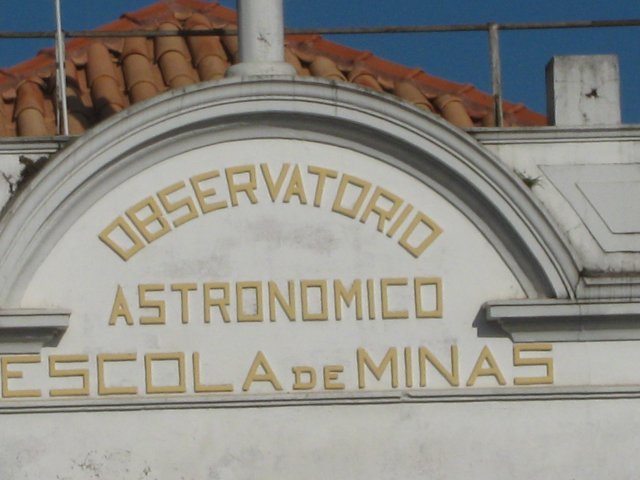 OBSERVATORIO
ASTRONOMICO
ESCOLA DE MINAS